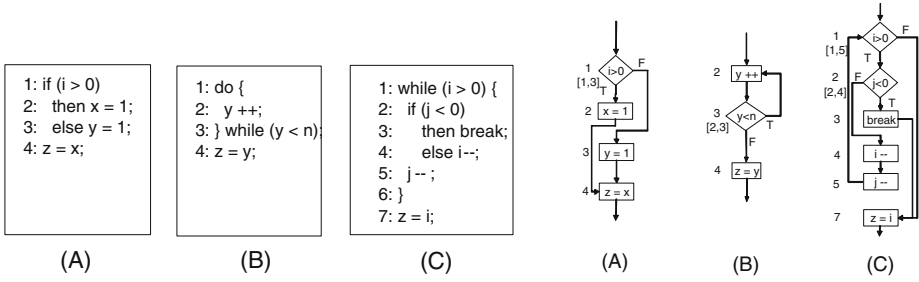 1: if (i > 0)
2: then x = 1;
3: else y = 1;
4: z = x;
(A)
1: do {
2: y ++;
3: } while (y < n);
4: z = y;
(B)
1: while (i > 0) {
2: if (j < 0)
3: then break;
4: else i--;
5: j -- ;
6: }
7: z = i;
(C)
1
[1,3]
i>0
F
T
2
x = 1
3
y = 1
4
z = x
(A)
2
y ++
3
[2,3]
y<n
T
F
4
z = y
(B)
1
[1,5]
i>0
F
T
2
[2,4]
F
j<0
T
3
break
4
i --
5
j --
7
z = i
(C)